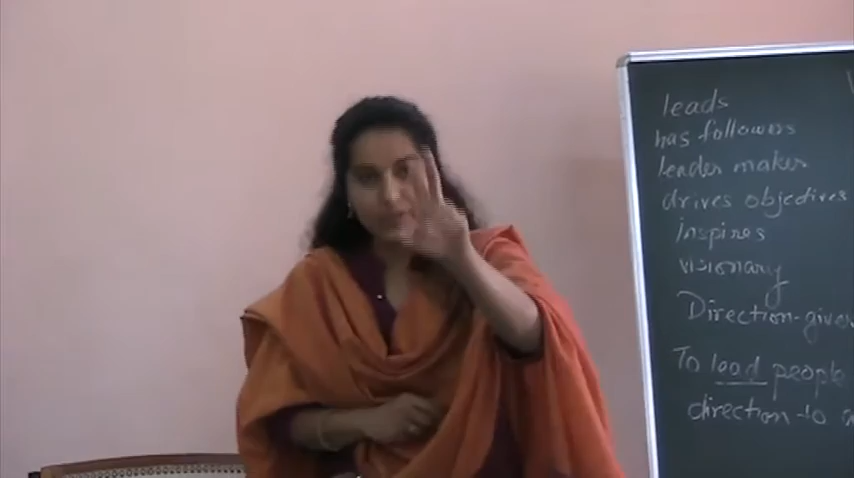 leads
has followers
leader maker
drives objectives
inspires
visionary
Direction-giver
To lead people
direction-to